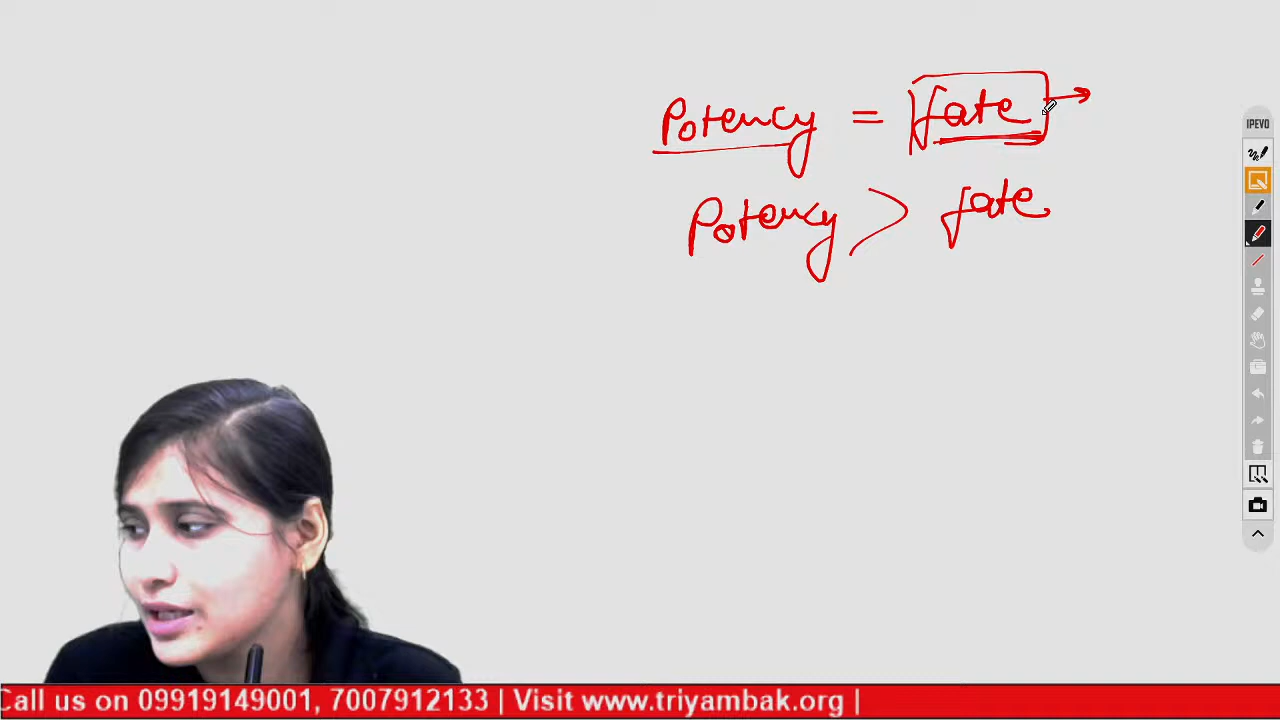 Potency = fate →
Potency > fate
IPEVO
Call us on 09919149001, 7007912133 | Visit www.triyambak.org |